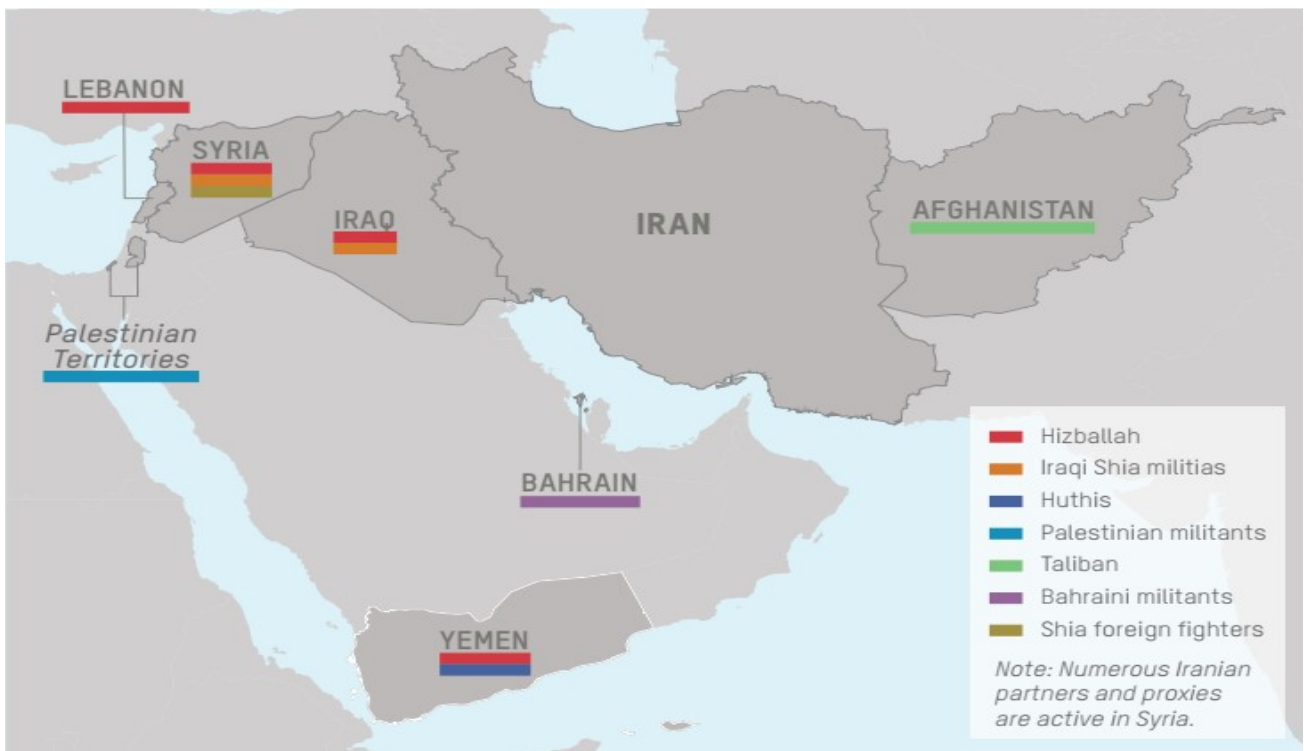 LEBANON
SYRIA
IRAQ
IRAN
AFGHANISTAN
Palestinian
Territories
BAHRAIN
YEMEN
Hizballah
Iraqi Shia militias
Huthis
Palestinian militants
Taliban
Bahraini militants
Shia foreign fighters
Note: Numerous Iranian
partners and proxies
are active in Syria.